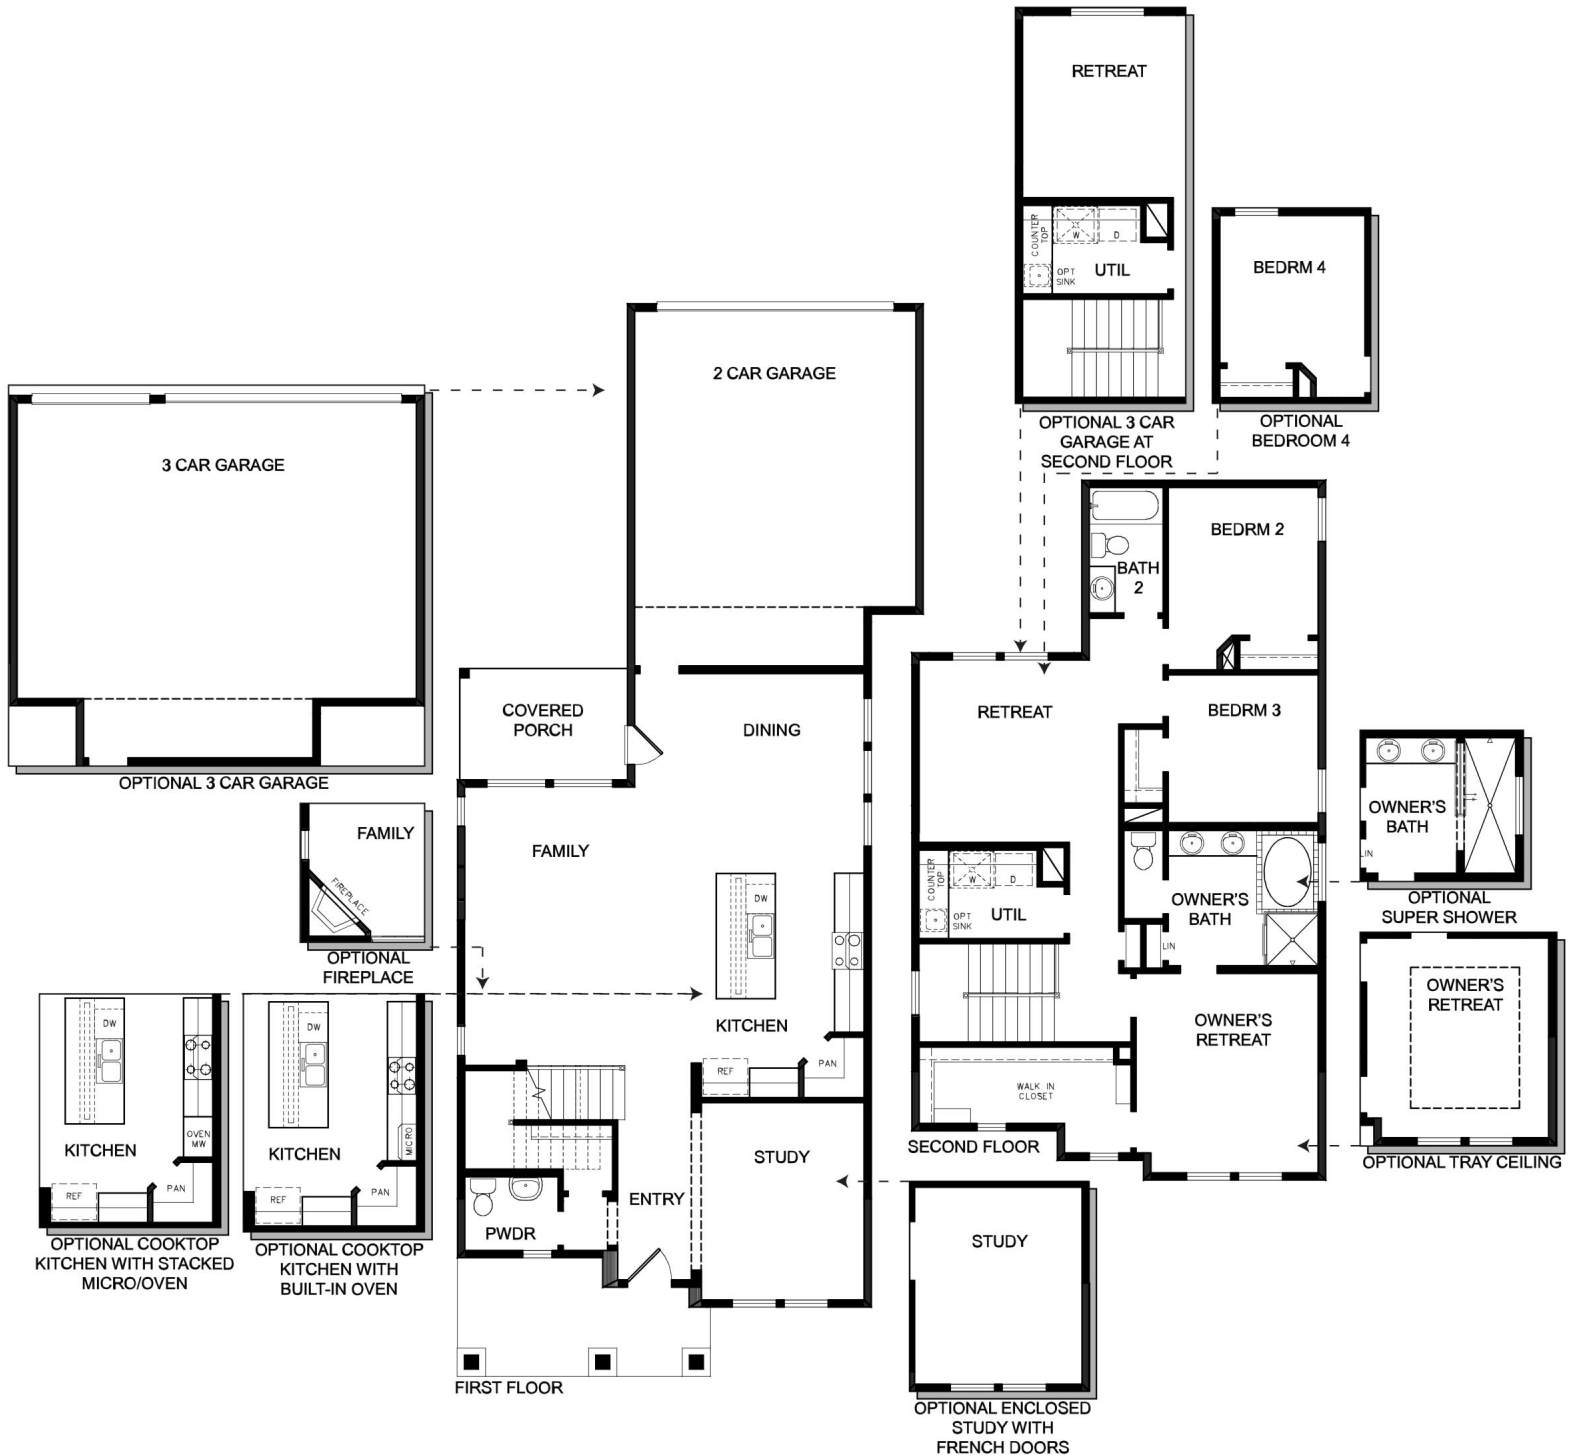 RETREAT
COUNTER
TOP
W
D
OPT
SINK
UTIL
OPTIONAL 3 CAR
GARAGE AT
SECOND FLOOR
BEDRM 4
OPTIONAL
BEDROOM 4
3 CAR GARAGE
OPTIONAL 3 CAR GARAGE
2 CAR GARAGE
COVERED
PORCH
DINING
FAMILY
DW
KITCHEN
REF
PAN
STUDY
ENTRY
PWDR
FIRST FLOOR
FAMILY
FIREPLACE
OPTIONAL
FIREPLACE
DW
OVEN
MW
KITCHEN
REF
PAN
OPTIONAL COOKTOP
KITCHEN WITH STACKED
MICRO/OVEN
DW
MICRO
KITCHEN
REF
PAN
OPTIONAL COOKTOP
KITCHEN WITH
BUILT-IN OVEN
BEDRM 2
BATH
2
RETREAT
BEDRM 3
COUNTER
TOP
W
D
OPT
SINK
UTIL
OWNER'S
BATH
LIN
OWNER'S
RETREAT
WALK IN
CLOSET
SECOND FLOOR
OWNER'S
BATH
LIN
OPTIONAL
SUPER SHOWER
OWNER'S
RETREAT
OPTIONAL TRAY CEILING
STUDY
OPTIONAL ENCLOSED
STUDY WITH
FRENCH DOORS